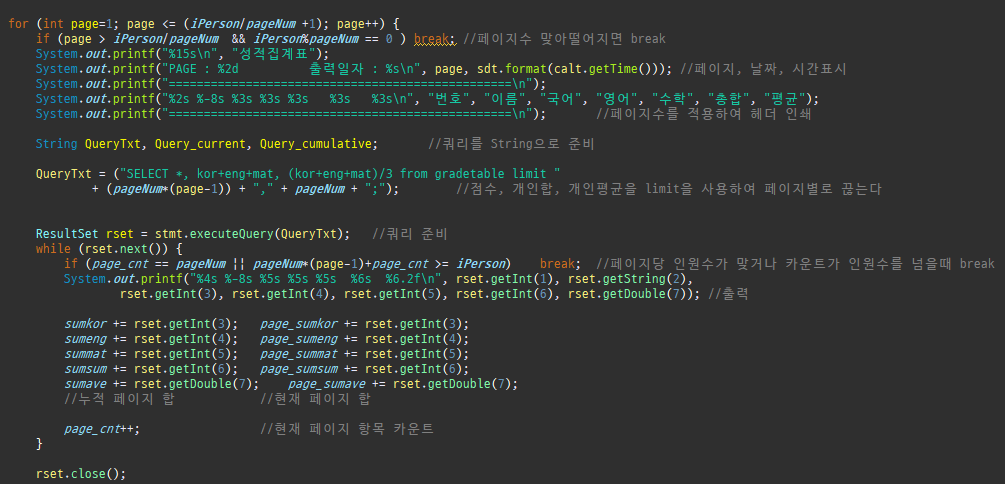 for (int page=1; page <= (iPerson/pageNum +1); page++) {
if (page > iPerson/pageNum && iPerson%pageNum == 0 ) break; //페이지수 맞아떨어지면 break
System.out.printf("%15s\n", "성적집계표");
System.out.printf("PAGE : %2d 출력일자 : %s\n", page, sdt.format(calt.getTime())); //페이지, 날짜, 시간표시
System.out.printf("=================================================\n");
System.out.printf("%2s %-8s %3s %3s %3s %3s %3s\n", "번호", "이름", "국어", "영어", "수학", "총합", "평균");
System.out.printf("=================================================\n"); //페이지수를 적용하여 헤더 인쇄
String QueryTxt, Query_current, Query_cumulative; //쿼리를 String으로 준비
QueryTxt = ("SELECT *, kor+eng+mat, (kor+eng+mat)/3 from gradetable limit "
+ (pageNum*(page-1)) + "," + pageNum + ";"); //점수, 개인합, 개인평균을 limit을 사용하여 페이지별로 끊는다
ResultSet rset = stmt.executeQuery(QueryTxt); //쿼리 준비
while (rset.next()) {
if (page_cnt == pageNum || pageNum*(page-1)+page_cnt >= iPerson) break; //페이지당 인원수가 맞거나 카운트가 인원수를 넘을때 break
System.out.printf("%4s %-8s %5s %5s %5s %6s %6.2f\n", rset.getInt(1), rset.getString(2),
rset.getInt(3), rset.getInt(4), rset.getInt(5), rset.getInt(6), rset.getDouble(7)); //출력
sumkor += rset.getInt(3); page_sumkor += rset.getInt(3);
sumeng += rset.getInt(4); page_sumeng += rset.getInt(4);
summat += rset.getInt(5); page_summat += rset.getInt(5);
sumsum += rset.getInt(6); page_sumsum += rset.getInt(6);
sumave += rset.getDouble(7); page_sumave += rset.getDouble(7);
//누적 페이지 합 //현재 페이지 합
page_cnt++; //현재 페이지 항목 카운트
}
rset.close();